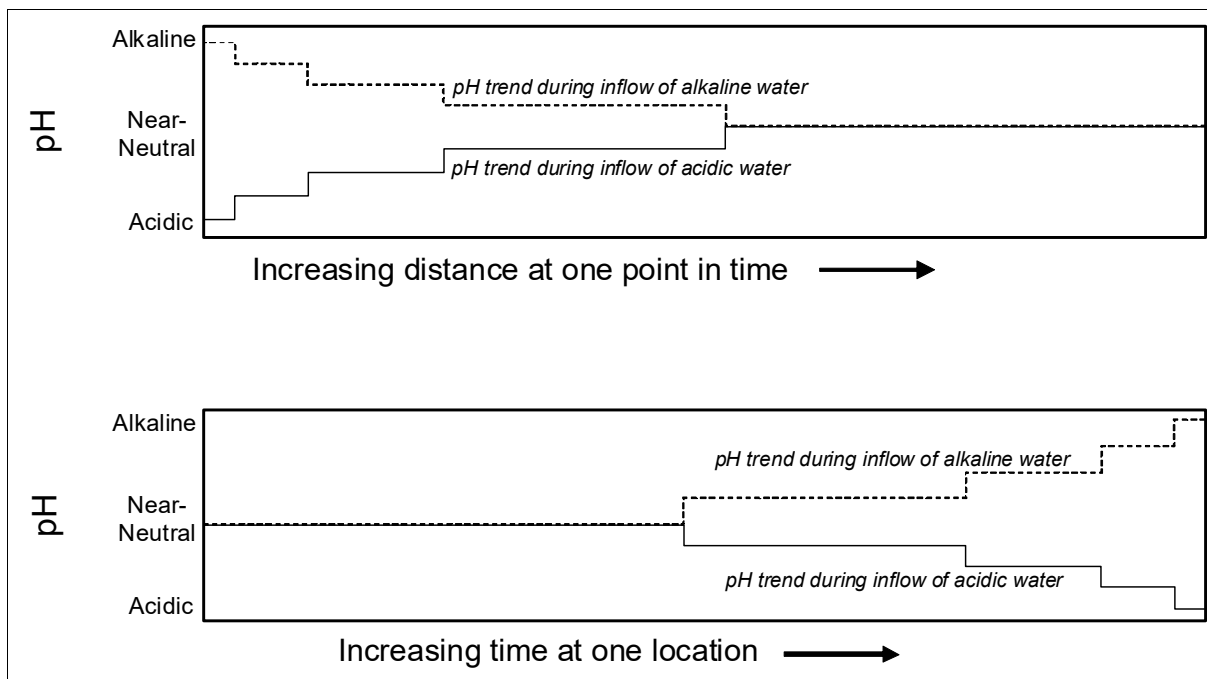 Alkaline
pH trend during inflow of alkaline water
pH
Near-
Neutral
pH trend during inflow of acidic water
Acidic
Increasing distance at one point in time
Alkaline
pH trend during inflow of alkaline water
pH
Near-
Neutral
pH trend during inflow of acidic water
Acidic
Increasing time at one location